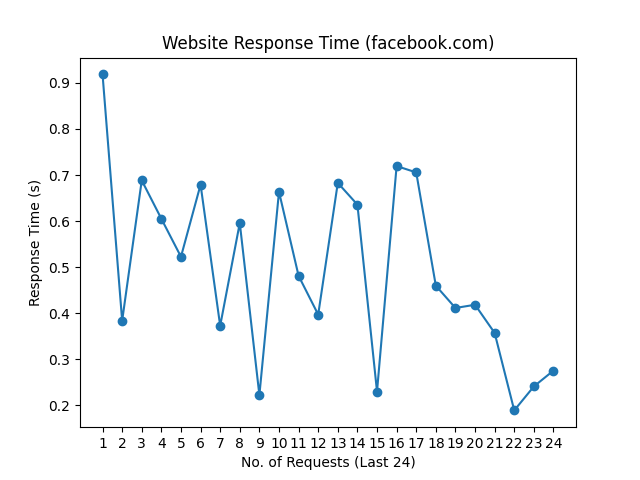 Website Response Time (facebook.com)
0.9
0.8
0.7
0.6
0.5
0.4
0.3
0.2
Response Time (s)
1 2 3 4 5 6 7 8 9 10 11 12 13 14 15 16 17 18 19 20 21 22 23 24
No. of Requests (Last 24)